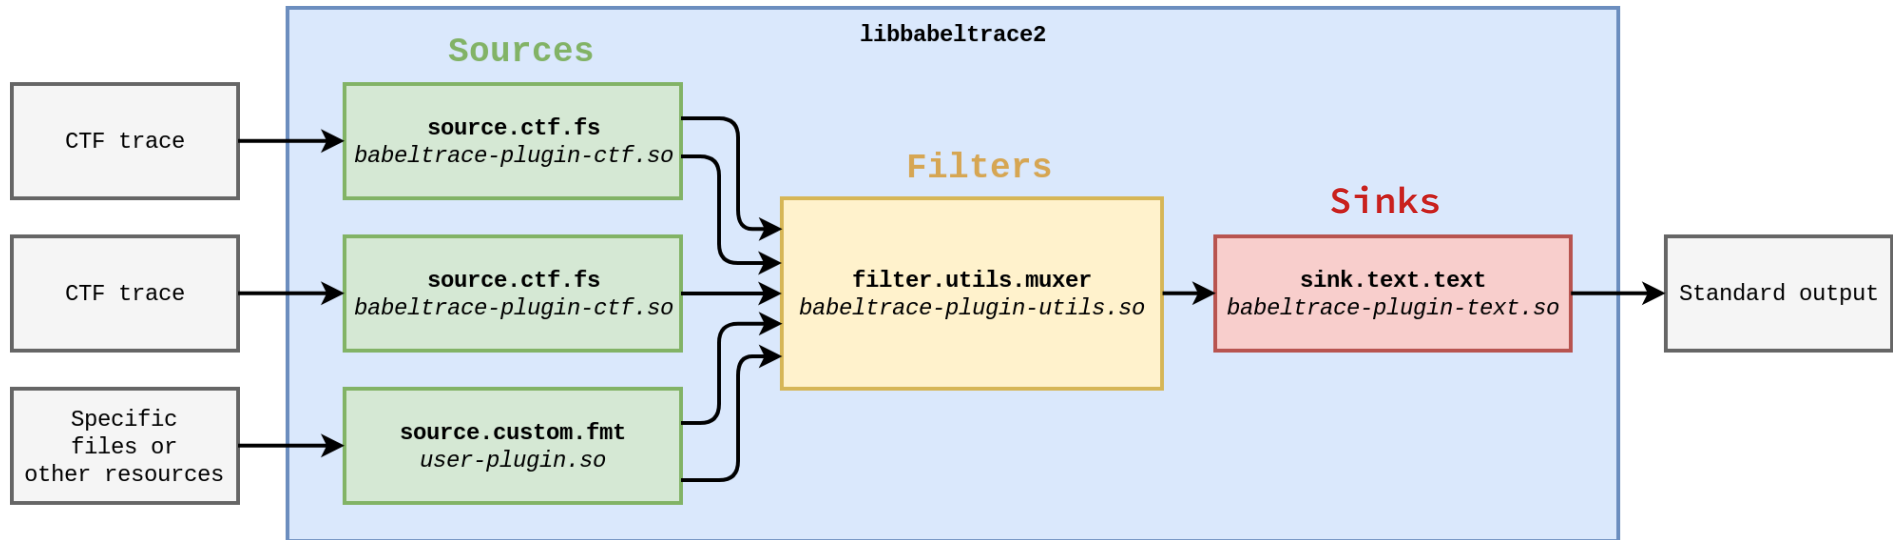 libbabeltrace2
Sources
CTF trace
source.ctf.fs
babeltrace-plugin-ctf.so
CTF trace
source.ctf.fs
babeltrace-plugin-ctf.so
Specific
files or
other resources
source.custom.fmt
user-plugin.so
Filters
filter.utils.muxer
babeltrace-plugin-utils.so
Sinks
sink.text.text
babeltrace-plugin-text.so
Standard output